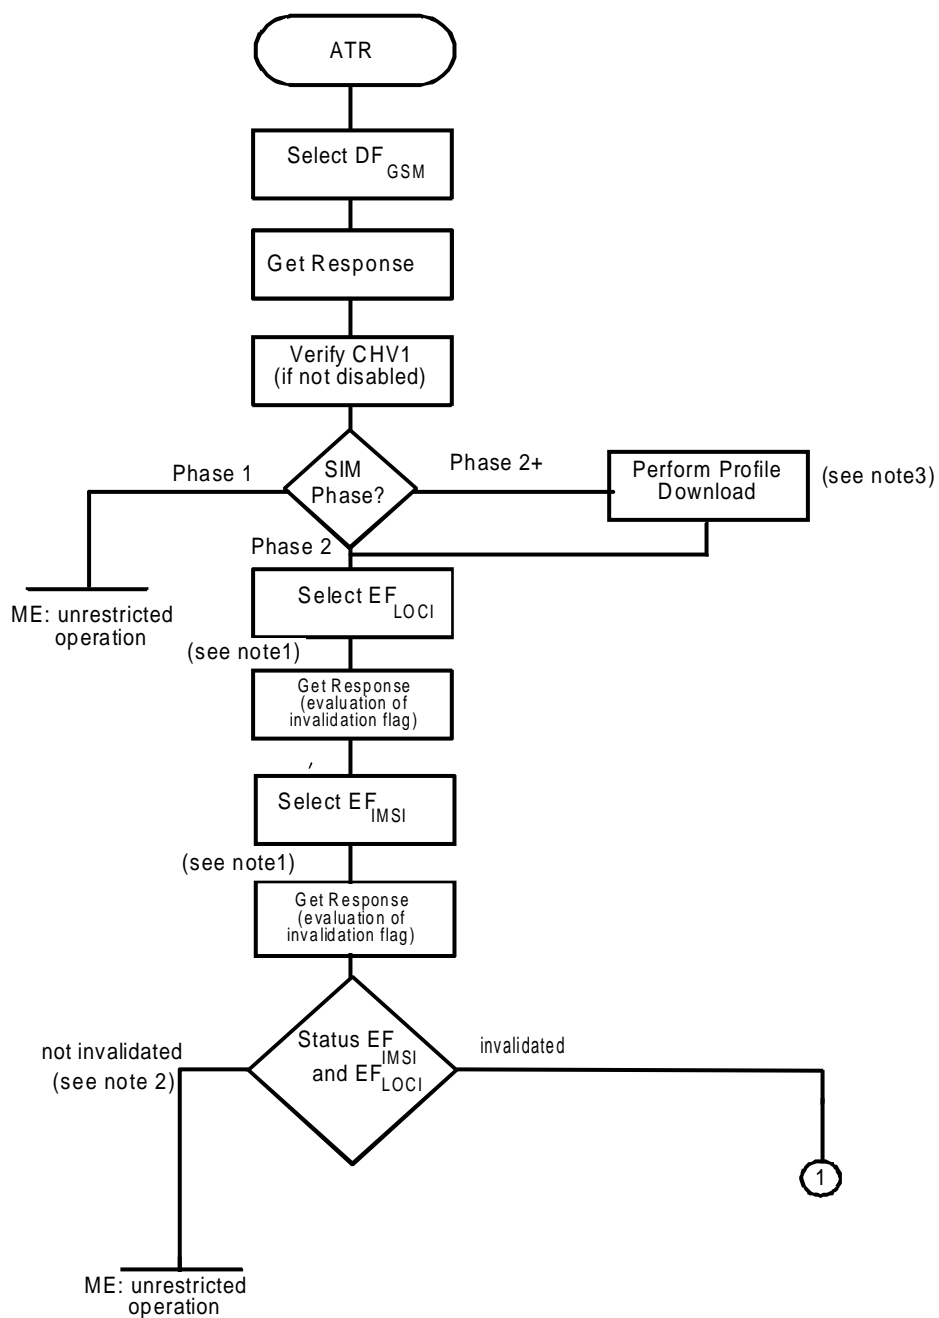 ATR
Select DF GSM
Get Response
Verify CHV1
(if not disabled)
SIM
Phase?
Phase 1
Phase 2+
Perform Profile
Download
(see note3)
Phase 2
ME: unrestricted
operation
Select EF LOCI
(see note1)
Get Response
(evaluation of
invalidation flag)
,
Select EF IMSI
(see note1)
Get Response
(evaluation of
invalidation flag)
Status EF IMSI
and EF LOCI
not invalidated
(see note 2)
invalidated
1
ME: unrestricted
operation